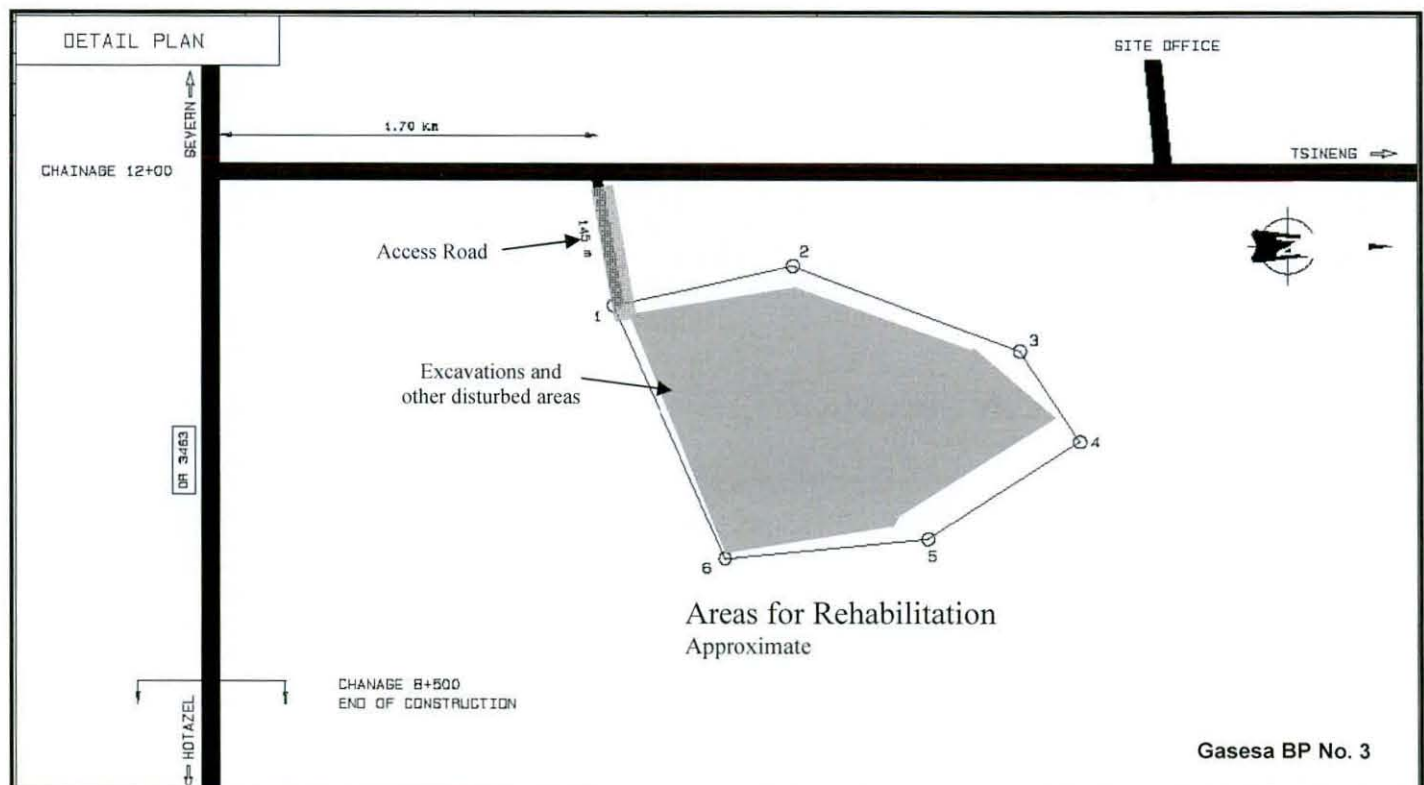 DETAIL PLAN
SITE OFFICE
SEVERN
1.70 Km
CHAINAGE 12+00
TSINENG
145 m
Access Road
1
2
3
4
5
6
Excavations and
other disturbed areas
DR 3463
Areas for Rehabilitation
Approximate
CHANAGE 8+500
END OF CONSTRUCTION
HOTAZEL
Gasesa BP No. 3